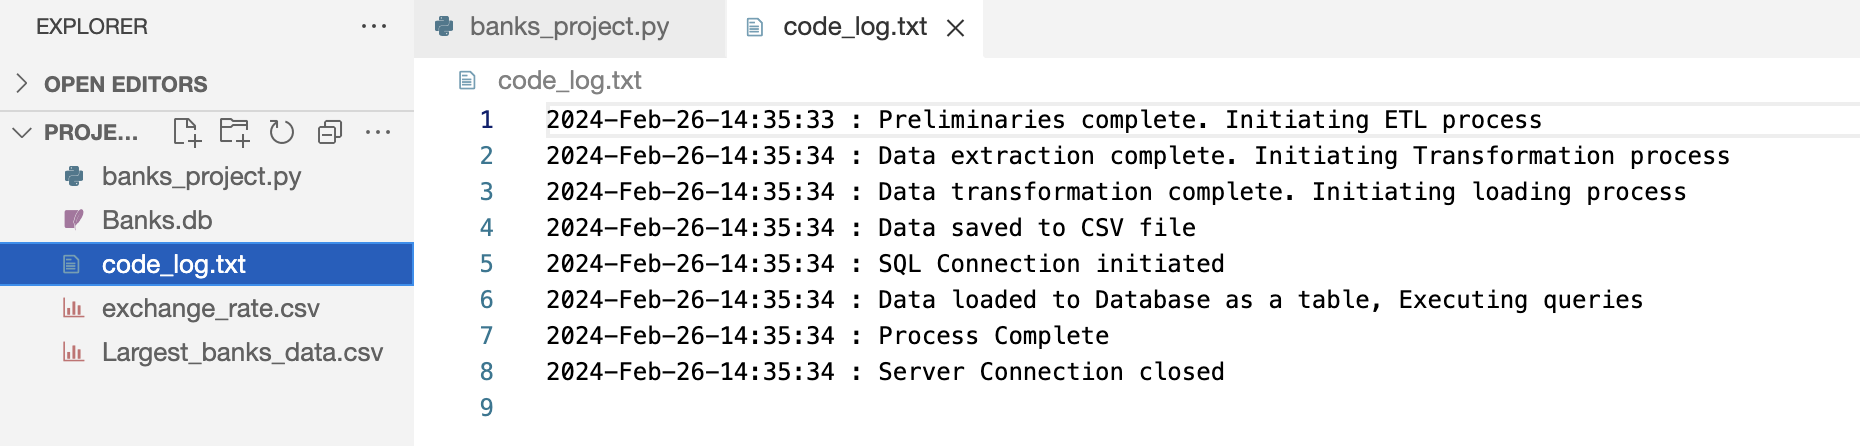 EXPLORER
OPEN EDITORS
PROJE...
banks_project.py
Banks.db
code_log.txt
exchange_rate.csv
Largest_banks_data.csv
banks_project.py
code_log.txt
code_log.txt
1 2024-Feb-26-14:35:33 : Preliminaries complete. Initiating ETL process
2 2024-Feb-26-14:35:34 : Data extraction complete. Initiating Transformation process
3 2024-Feb-26-14:35:34 : Data transformation complete. Initiating loading process
4 2024-Feb-26-14:35:34 : Data saved to CSV file
5 2024-Feb-26-14:35:34 : SQL Connection initiated
6 2024-Feb-26-14:35:34 : Data loaded to Database as a table, Executing queries
7 2024-Feb-26-14:35:34 : Process Complete
8 2024-Feb-26-14:35:34 : Server Connection closed
9